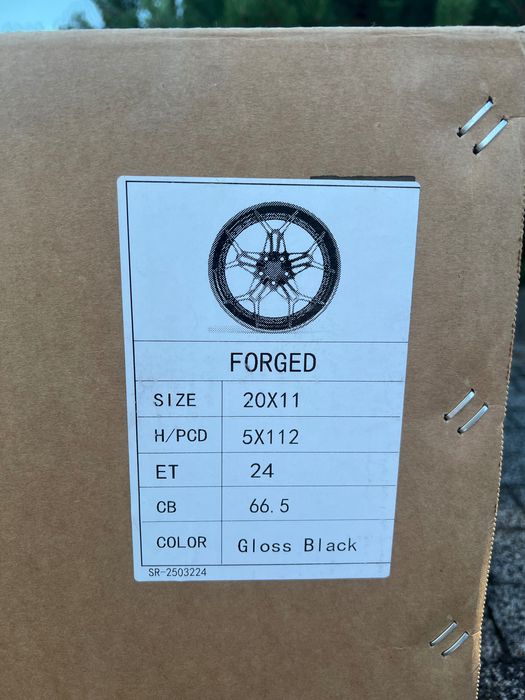 FORGED
SIZE 20X11
H/PCD 5X112
ET 24
CB 66.5
COLOR Gloss Black
SR-2503224